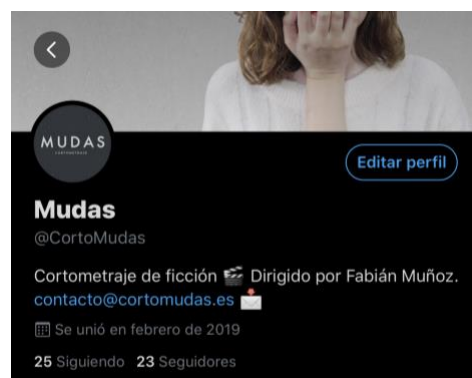 MUDAS
CORTOMETRAJE
Editar perfil
Mudas
@CortoMudas
Cortometraje de ficción 🎬 Dirigido por Fabián Muñoz.
contacto@cortomudas.es 📩
Se unió en febrero de 2019
25 Siguiendo 23 Seguidores